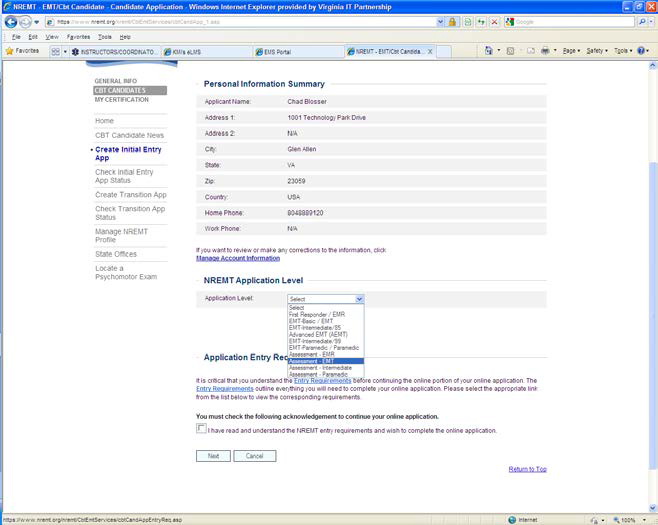 NREMT - EMT/Cbt Candidate - Candidate Application - Windows Internet Explorer provided by Virginia IT Partnership
https://www.nremt.org/nremt/CbtEmtServices/cbtCandApp_1.asp
Google
File Edit View Favorites Tools Help
Favorites
INSTRUCTORS/COORDINATO...
KM/s eLMS
EMS Portal
NREMT - EMT/Cbt Candida...
Page Safety Tools
GENERAL INFO
CBT CANDIDATES
MY CERTIFICATION
Home
CBT Candidate News
Create Initial Entry
App
Check Initial Entry
App Status
Create Transition App
Check Transition App
Status
Manage NREMT
Profile
State Offices
Locate a
Psychomotor Exam
Personal Information Summary
Applicant Name: Chad Blosser
Address 1: 1001 Technology Park Drive
Address 2: N/A
City: Glen Allen
State: VA
Zip: 23059
Country: USA
Home Phone: 8048889120
Work Phone: N/A
If you want to review or make any corrections to the information, click
Manage Account Information
NREMT Application Level
Application Level: Select
Select
First Responder / EMR
EMT-Basic / EMT
EMT-Intermediate/85
Advanced EMT (AEMT)
EMT-Intermediate/99
EMT-Paramedic / Paramedic
Assessment - EMR
Assessment - EMT
Assessment - Intermediate
Assessment - Paramedic
Application Entry Req
It is critical that you understand the Entry Requirements before continuing the online portion of your online application. The
Entry Requirements outline everything you will need to complete your online application. Please select the appropriate link
from the list below to view the corresponding requirements.
You must check the following acknowledgement to continue your online application.
I have read and understand the NREMT entry requirements and wish to complete the online application.
Next Cancel
Return to Top
https://www.nremt.org/nremt/CbtEmtServices/cbtCandAppEntryReq.asp
Internet
100%